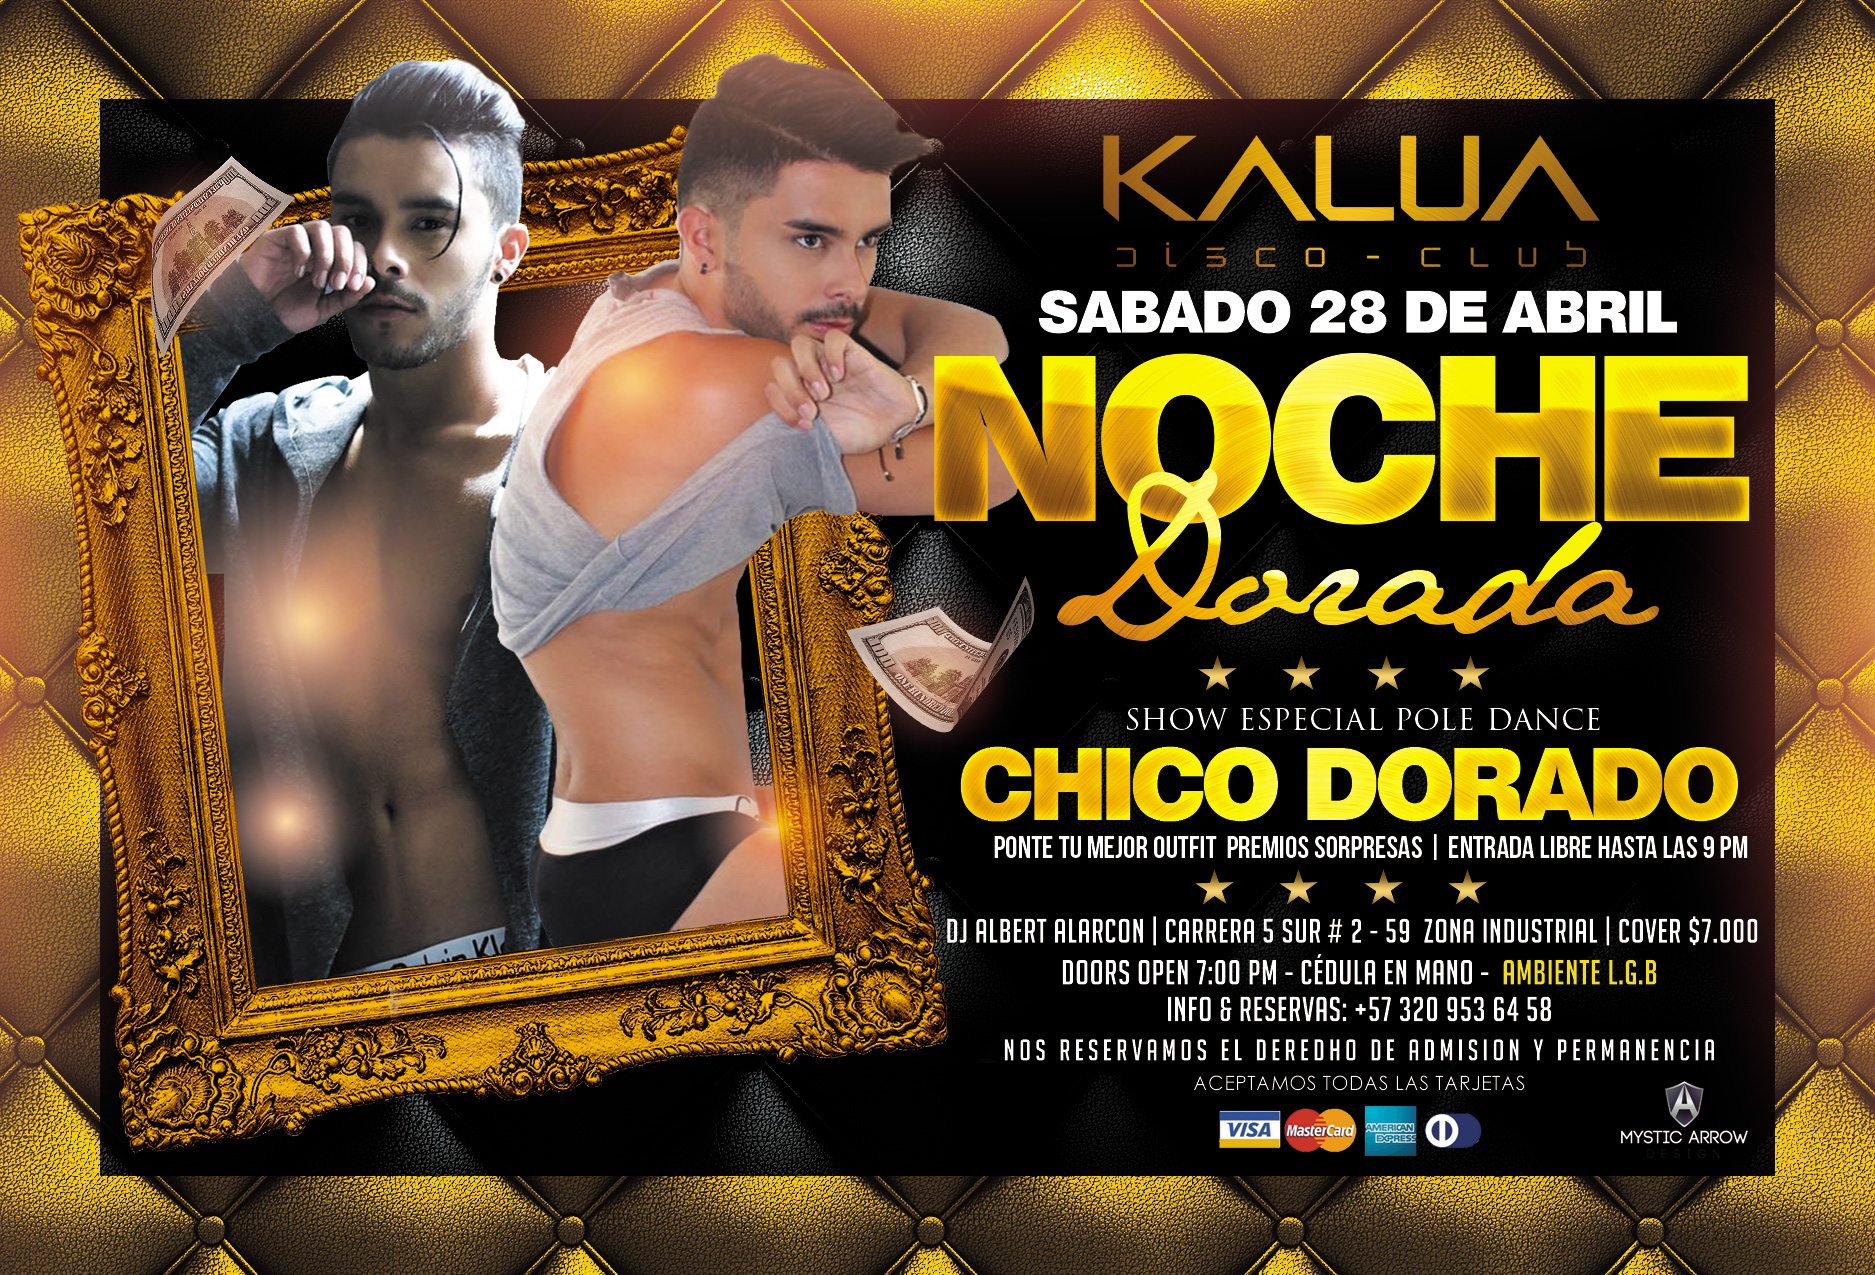 KALUA
DISCO - CLUB
SABADO 28 DE ABRIL
NOCHE
Dorada
SHOW ESPECIAL POLE DANCE
CHICO DORADO
PONTE TU MEJOR OUTFIT PREMIOS SORPRESAS | ENTRADA LIBRE HASTA LAS 9 PM
DJ ALBERT ALARCON | CARRERA 5 SUR # 2 - 59 ZONA INDUSTRIAL | COVER $7.000
DOORS OPEN 7:00 PM - CÉDULA EN MANO - AMBIENTE L.G.B
INFO & RESERVAS: +57 320 953 64 58
NOS RESERVAMOS EL DEREDHO DE ADMISION Y PERMANENCIA
ACEPTAMOS TODAS LAS TARJETAS
VISA MasterCard AMERICAN EXPRESS
MYSTIC ARROW
DESIGN